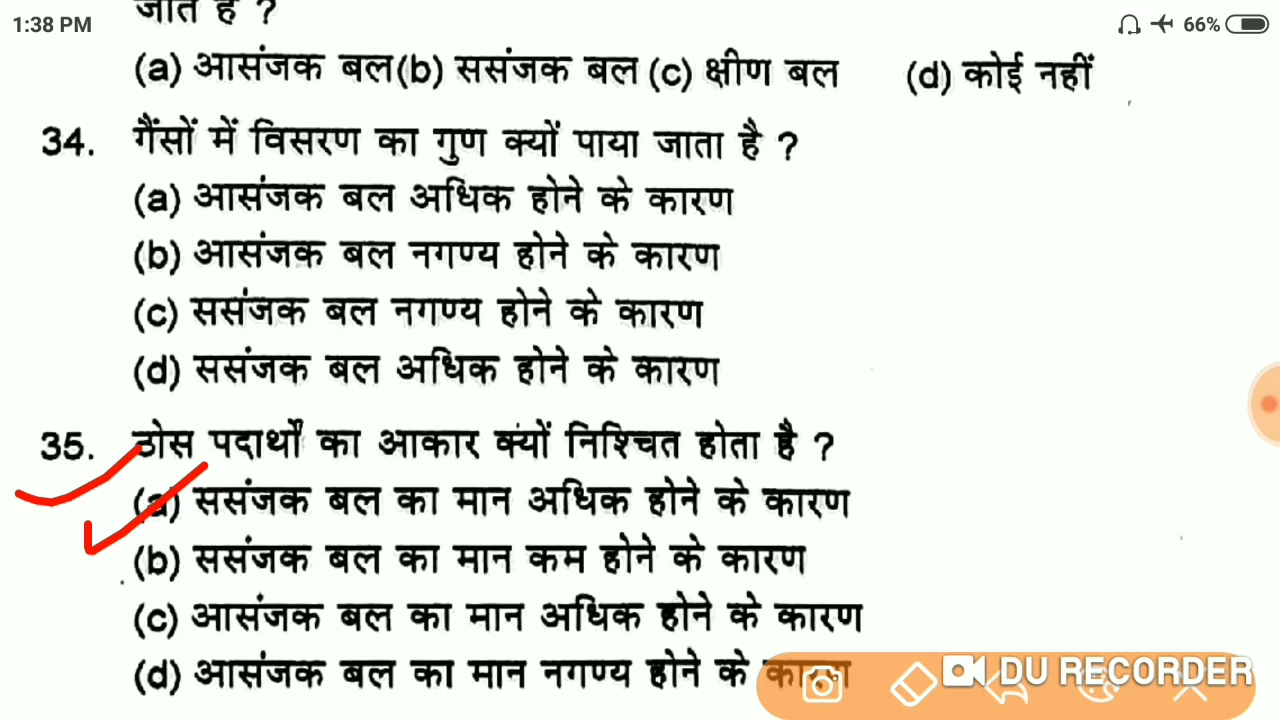 जाते है ?
1:38 PM 66%
(a) आसंजक बल(b) ससंजक बल (c) क्षीण बल (d) कोई नहीं
34. गैंसों में विसरण का गुण क्यों पाया जाता है ?
(a) आसंजक बल अधिक होने के कारण
(b) आसंजक बल नगण्य होने के कारण
(c) ससंजक बल नगण्य होने के कारण
(d) ससंजक बल अधिक होने के कारण
35. ठोस पदार्थों का आकार क्यों निश्चित होता है ?
(a) ससंजक बल का मान अधिक होने के कारण
(b) ससंजक बल का मान कम होने के कारण
(c) आसंजक बल का मान अधिक होने के कारण
(d) आसंजक बल का मान नगण्य होने के कारण
DU RECORDER